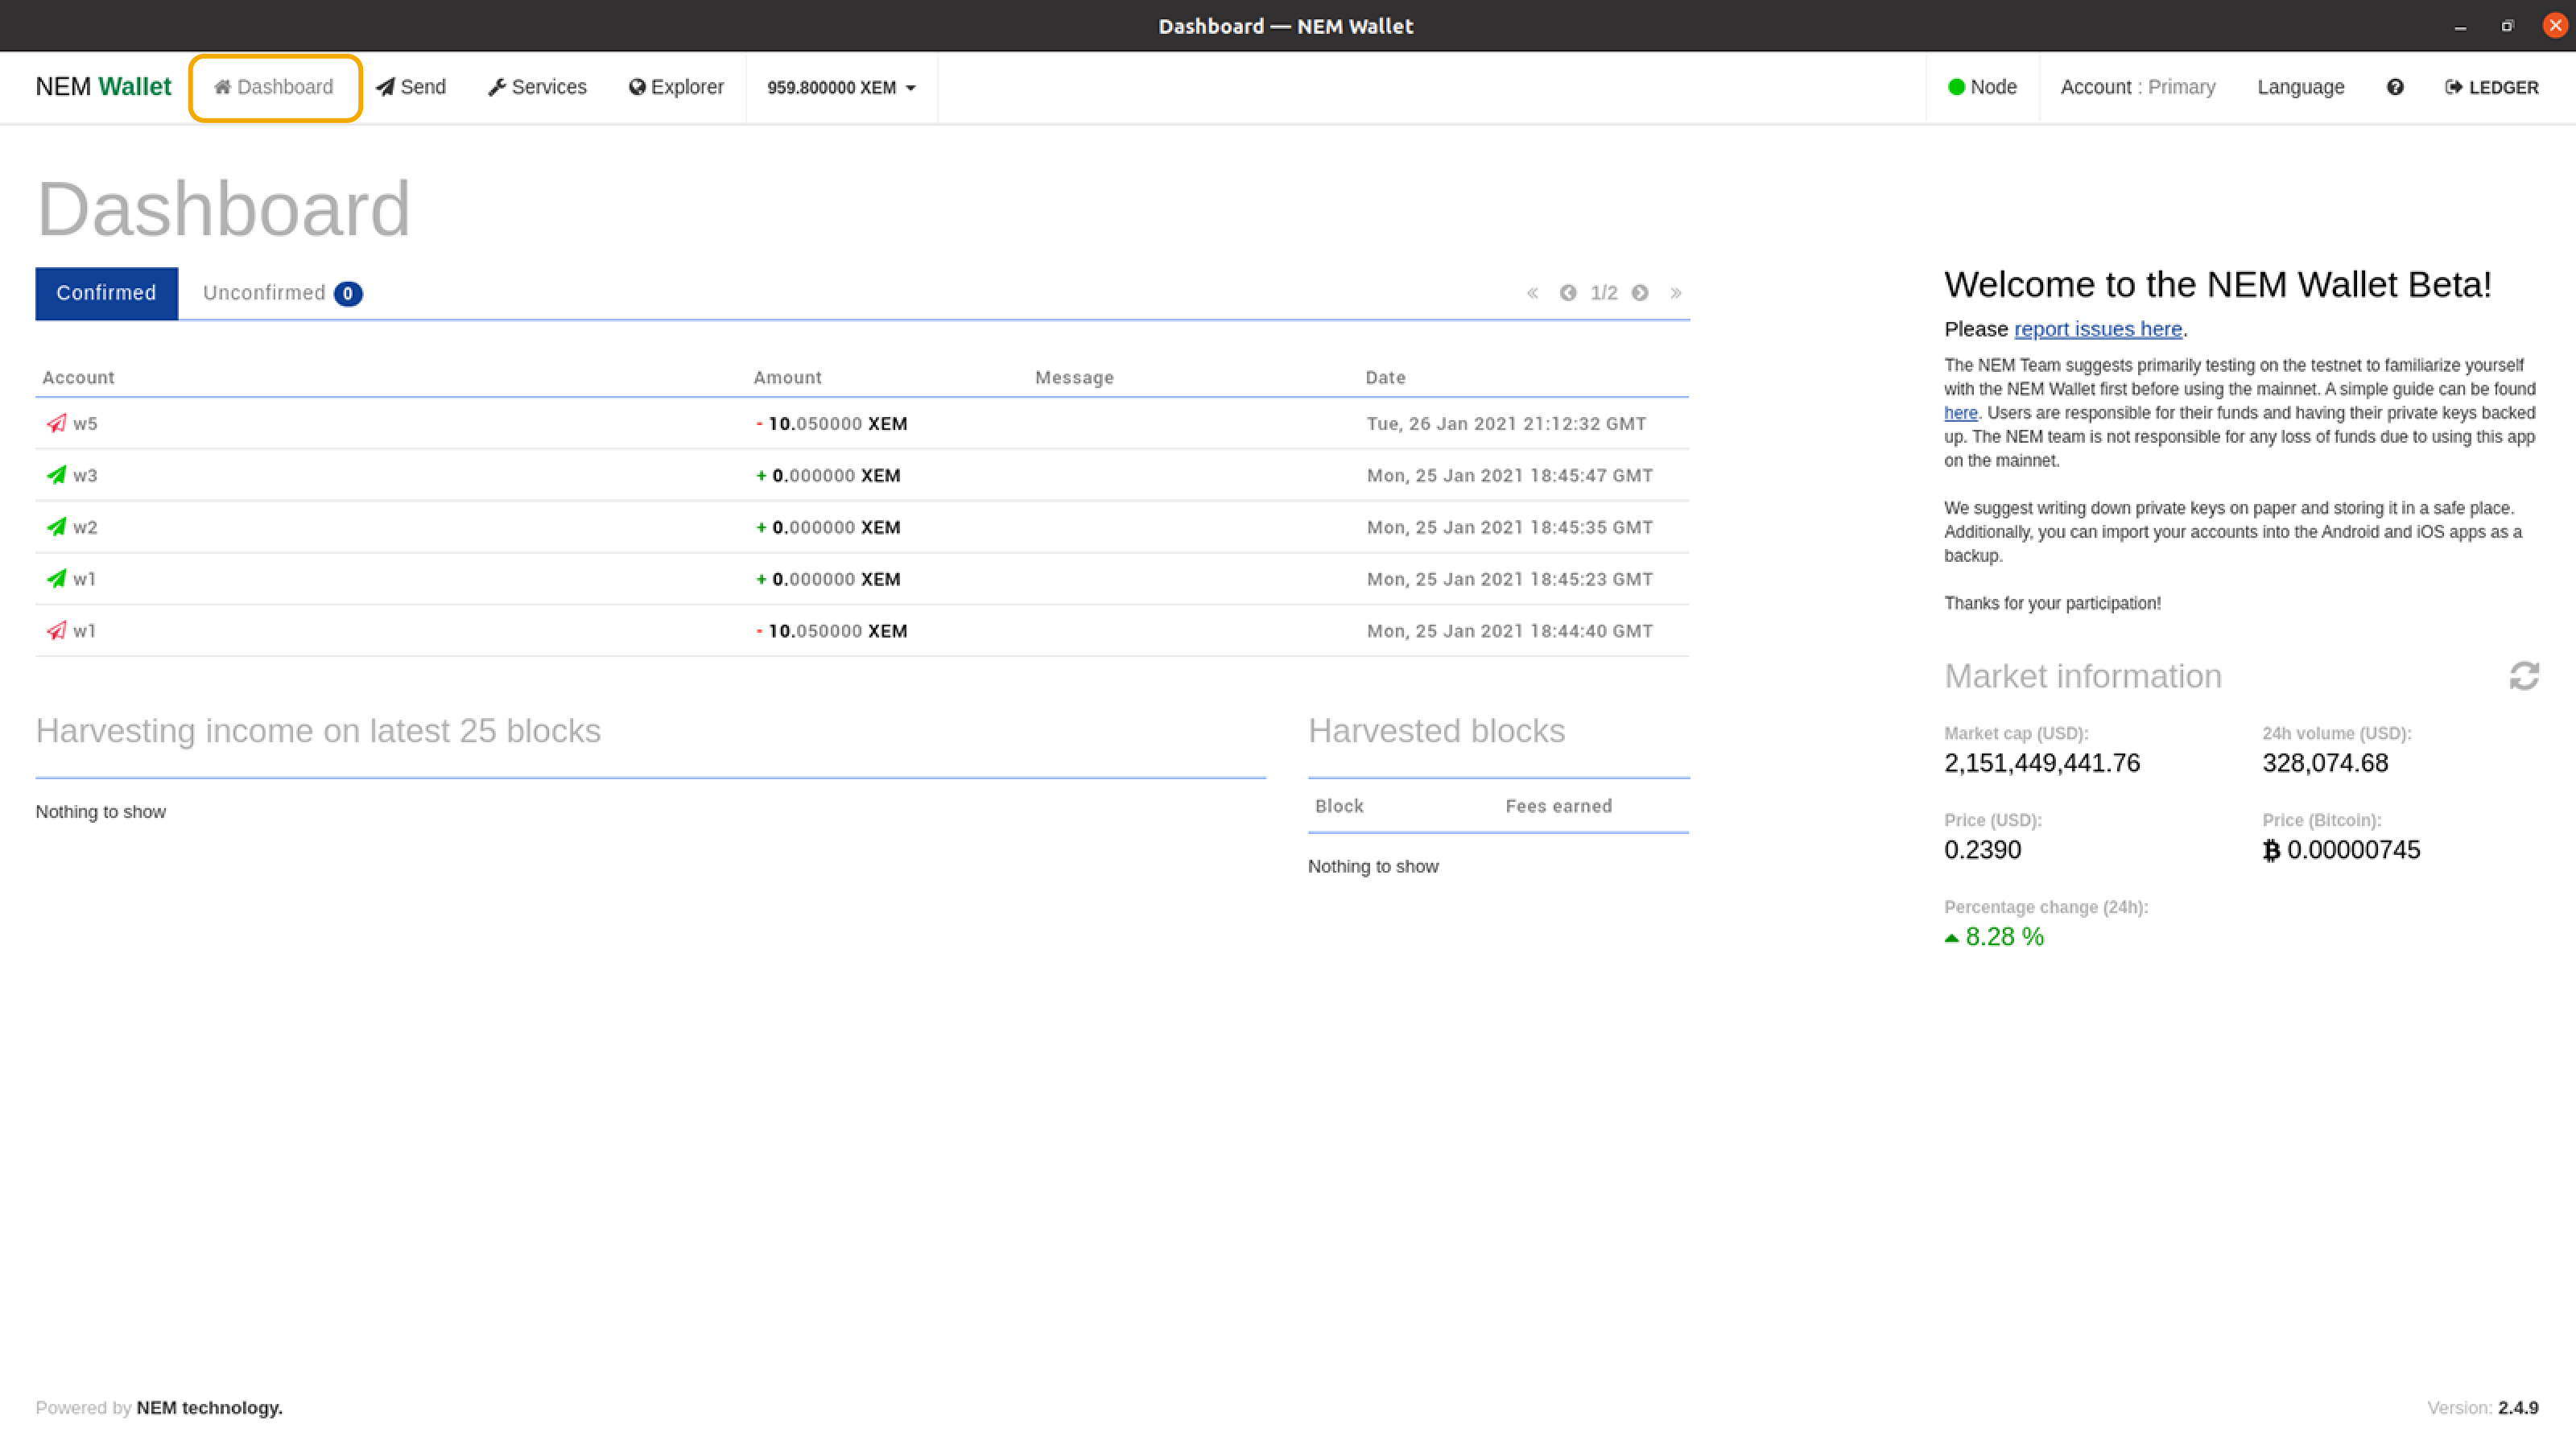 Dashboard — NEM Wallet
NEM Wallet Dashboard Send Services Explorer 959.800000 XEM Node Account : Primary Language LEDGER
Dashboard
Confirmed Unconfirmed 0 « 1/2 »
Account Amount Message Date
w5 - 10.050000 XEM Tue, 26 Jan 2021 21:12:32 GMT
w3 + 0.000000 XEM Mon, 25 Jan 2021 18:45:47 GMT
w2 + 0.000000 XEM Mon, 25 Jan 2021 18:45:35 GMT
w1 + 0.000000 XEM Mon, 25 Jan 2021 18:45:23 GMT
w1 - 10.050000 XEM Mon, 25 Jan 2021 18:44:40 GMT
Harvesting income on latest 25 blocks
Nothing to show
Harvested blocks
Block Fees earned
Nothing to show
Welcome to the NEM Wallet Beta!
Please report issues here.
The NEM Team suggests primarily testing on the testnet to familiarize yourself
with the NEM Wallet first before using the mainnet. A simple guide can be found
here. Users are responsible for their funds and having their private keys backed
up. The NEM team is not responsible for any loss of funds due to using this app
on the mainnet.
We suggest writing down private keys on paper and storing it in a safe place.
Additionally, you can import your accounts into the Android and iOS apps as a
backup.
Thanks for your participation!
Market information
Market cap (USD): 24h volume (USD):
2,151,449,441.76 328,074.68
Price (USD): Price (Bitcoin):
0.2390 ₿ 0.00000745
Percentage change (24h):
8.28 %
Powered by NEM technology. Version: 2.4.9